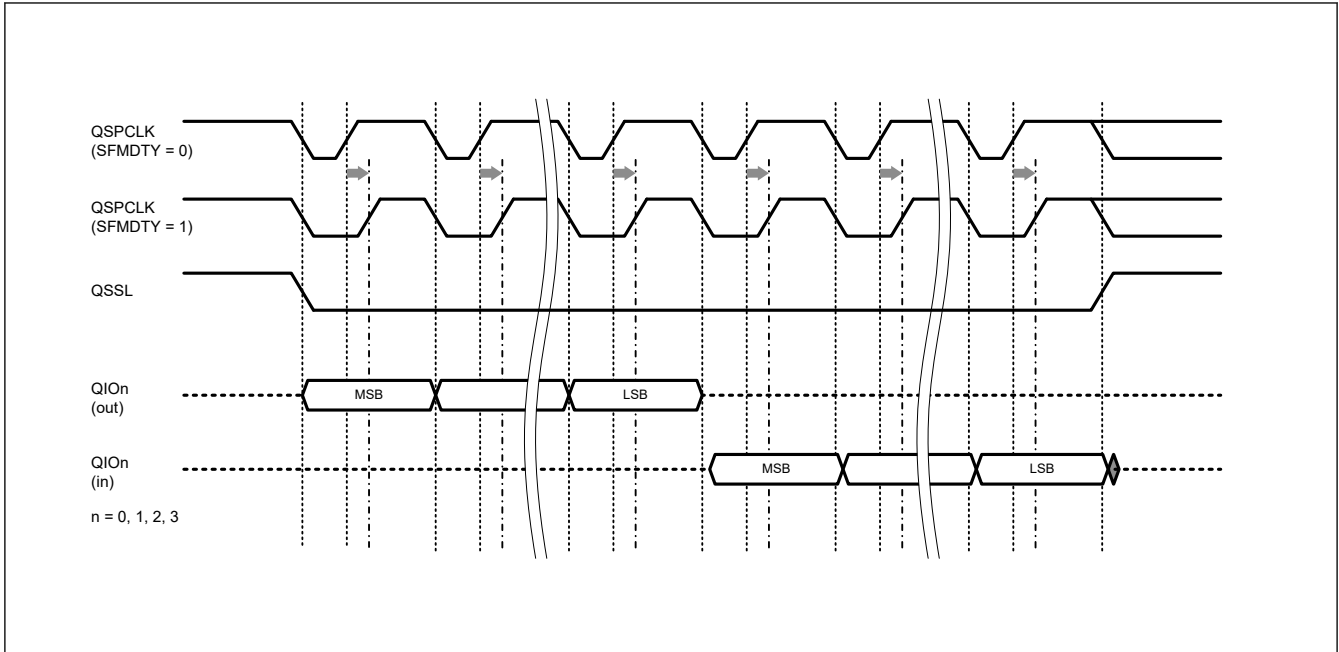 QSPCLK
(SFMDTY = 0)
QSPCLK
(SFMDTY = 1)
QSSL
QIOn
(out)
MSB
LSB
QIOn
(in)
MSB
LSB
n = 0, 1, 2, 3